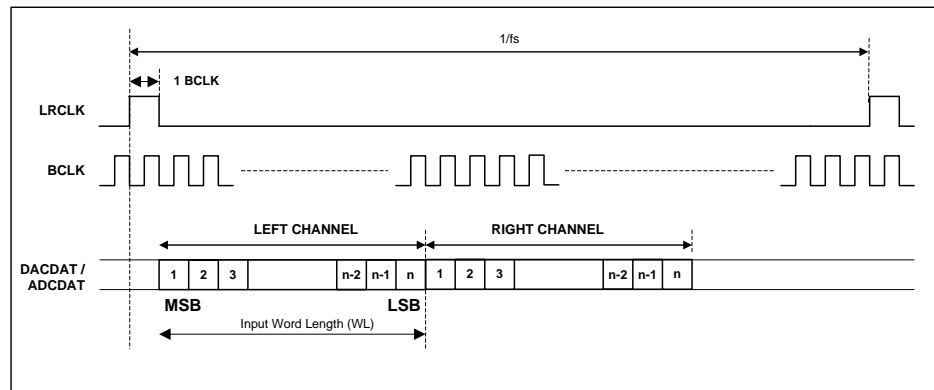 1/fs
1 BCLK
LRCLK
BCLK
LEFT CHANNEL
RIGHT CHANNEL
DACDAT /
ADCDAT
1 2 3 n-2 n-1 n 1 2 3 n-2 n-1 n
MSB LSB
Input Word Length (WL)